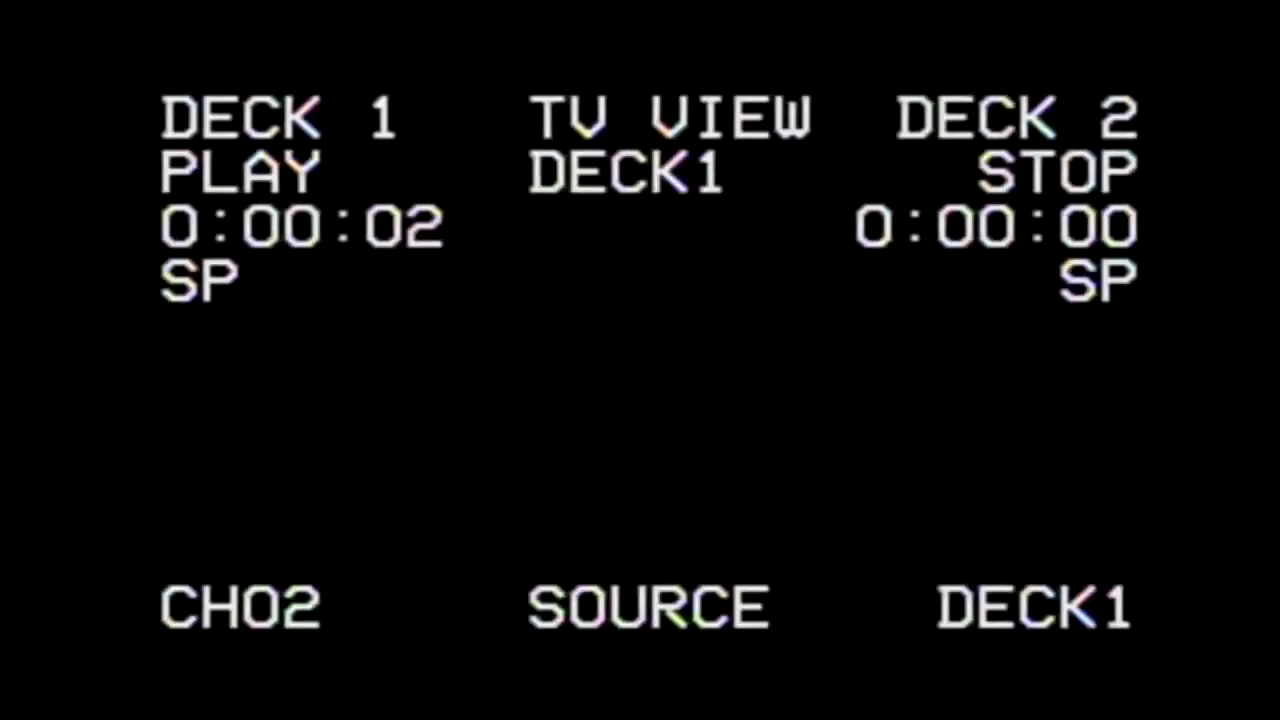 DECK 1 TV VIEW DECK 2
PLAY DECK1 STOP
0:00:02 0:00:00
SP SP
CH02 SOURCE DECK1